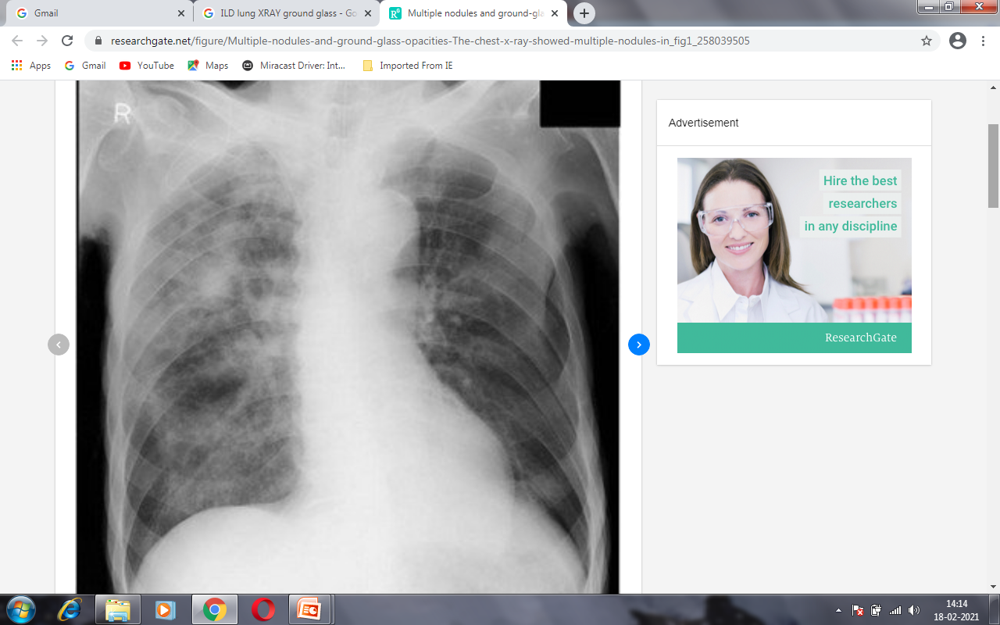 Gmail
ILD lung XRAY ground glass - Go
Multiple nodules and ground-gla
researchgate.net/figure/Multiple-nodules-and-ground-glass-opacities-The-chest-x-ray-showed-multiple-nodules-in_fig1_258039505
Apps
Gmail
YouTube
Maps
Miracast Driver: Int...
Imported From IE
R
Advertisement
Hire the best
researchers
in any discipline
ResearchGate
14:14
18-02-2021